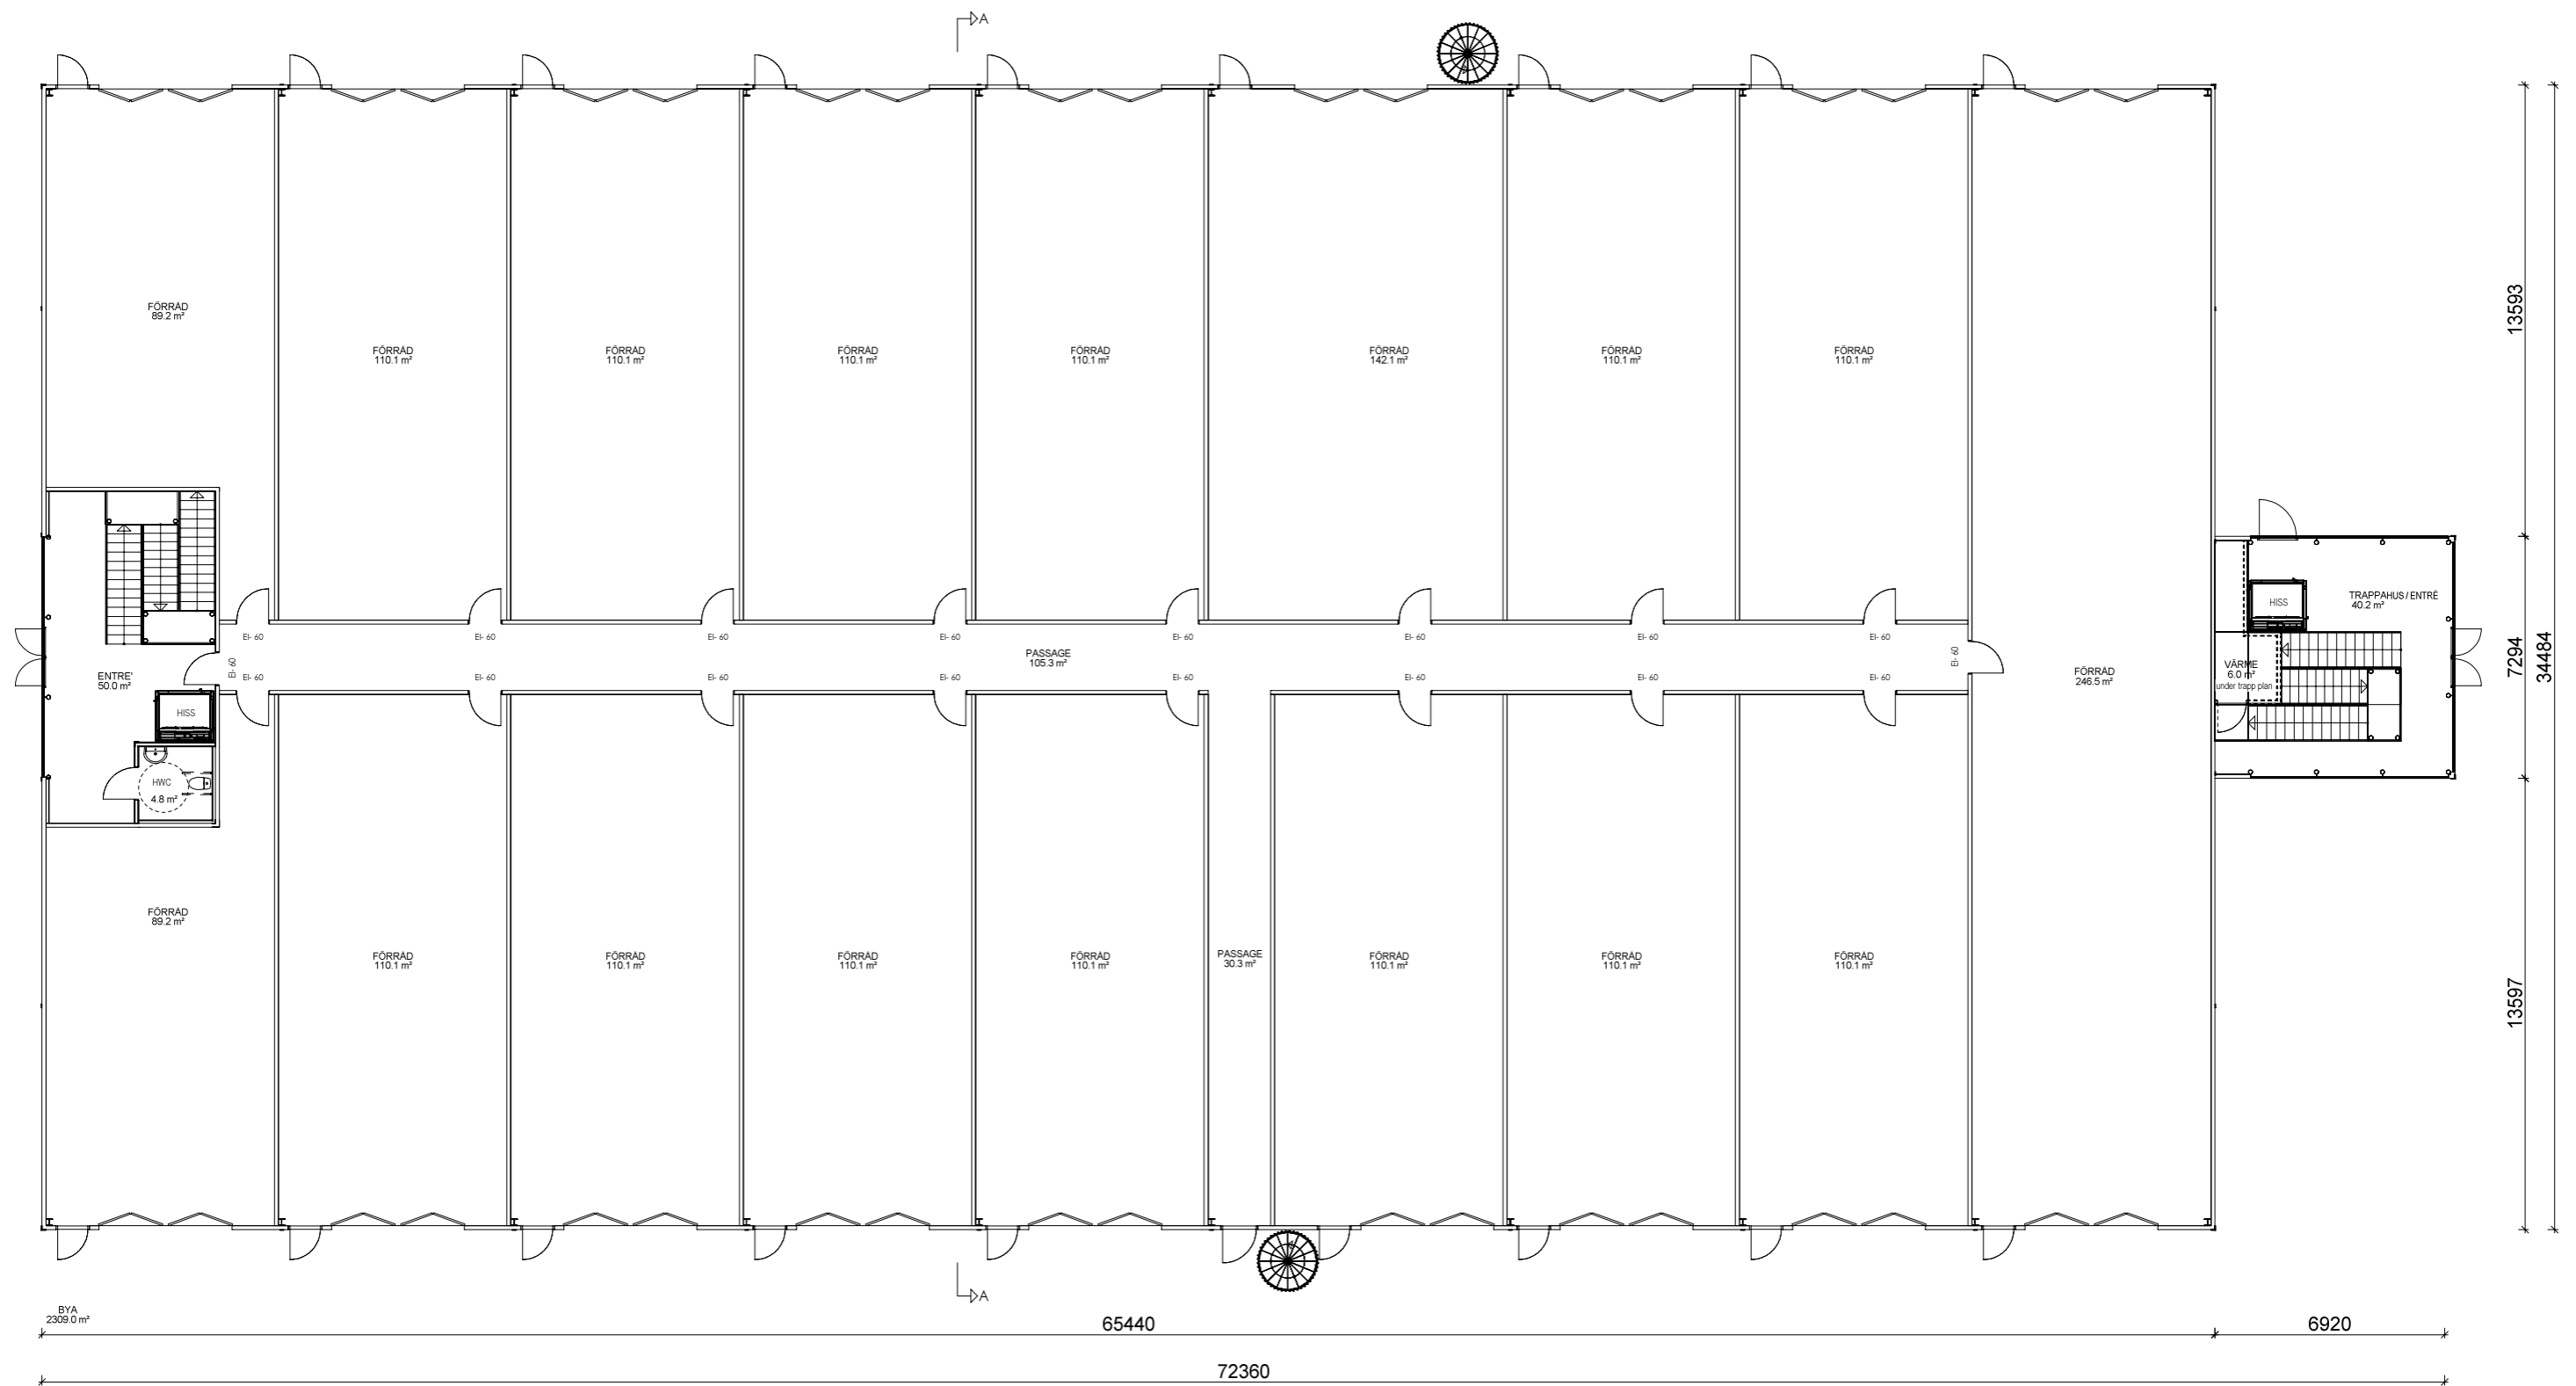 A
FÖRRÅD
89.2 m²
FÖRRÅD
110.1 m²
FÖRRÅD
110.1 m²
FÖRRÅD
110.1 m²
FÖRRÅD
110.1 m²
FÖRRÅD
142.1 m²
FÖRRÅD
110.1 m²
FÖRRÅD
110.1 m²
13593
HISS
TRAPPAHUS / ENTRÉ
40.2 m²
EI- 60
EI- 60
EI- 60
EI- 60
EI- 60
EI- 60
EI- 60
EI- 60
EI- 60
PASSAGE
105.3 m²
EI- 60
ENTRE'
50.0 m²
FÖRRÅD
246.5 m²
VÄRME
6.0 m²
under trapp plan
7294
34484
EI- 60
EI- 60
EI- 60
EI- 60
EI- 60
EI- 60
EI- 60
EI- 60
HISS
HWC
4.8 m²
FÖRRÅD
89.2 m²
FÖRRÅD
110.1 m²
FÖRRÅD
110.1 m²
FÖRRÅD
110.1 m²
FÖRRÅD
110.1 m²
PASSAGE
30.3 m²
FÖRRÅD
110.1 m²
FÖRRÅD
110.1 m²
FÖRRÅD
110.1 m²
13597
A
BYA
2309.0 m²
65440
6920
72360